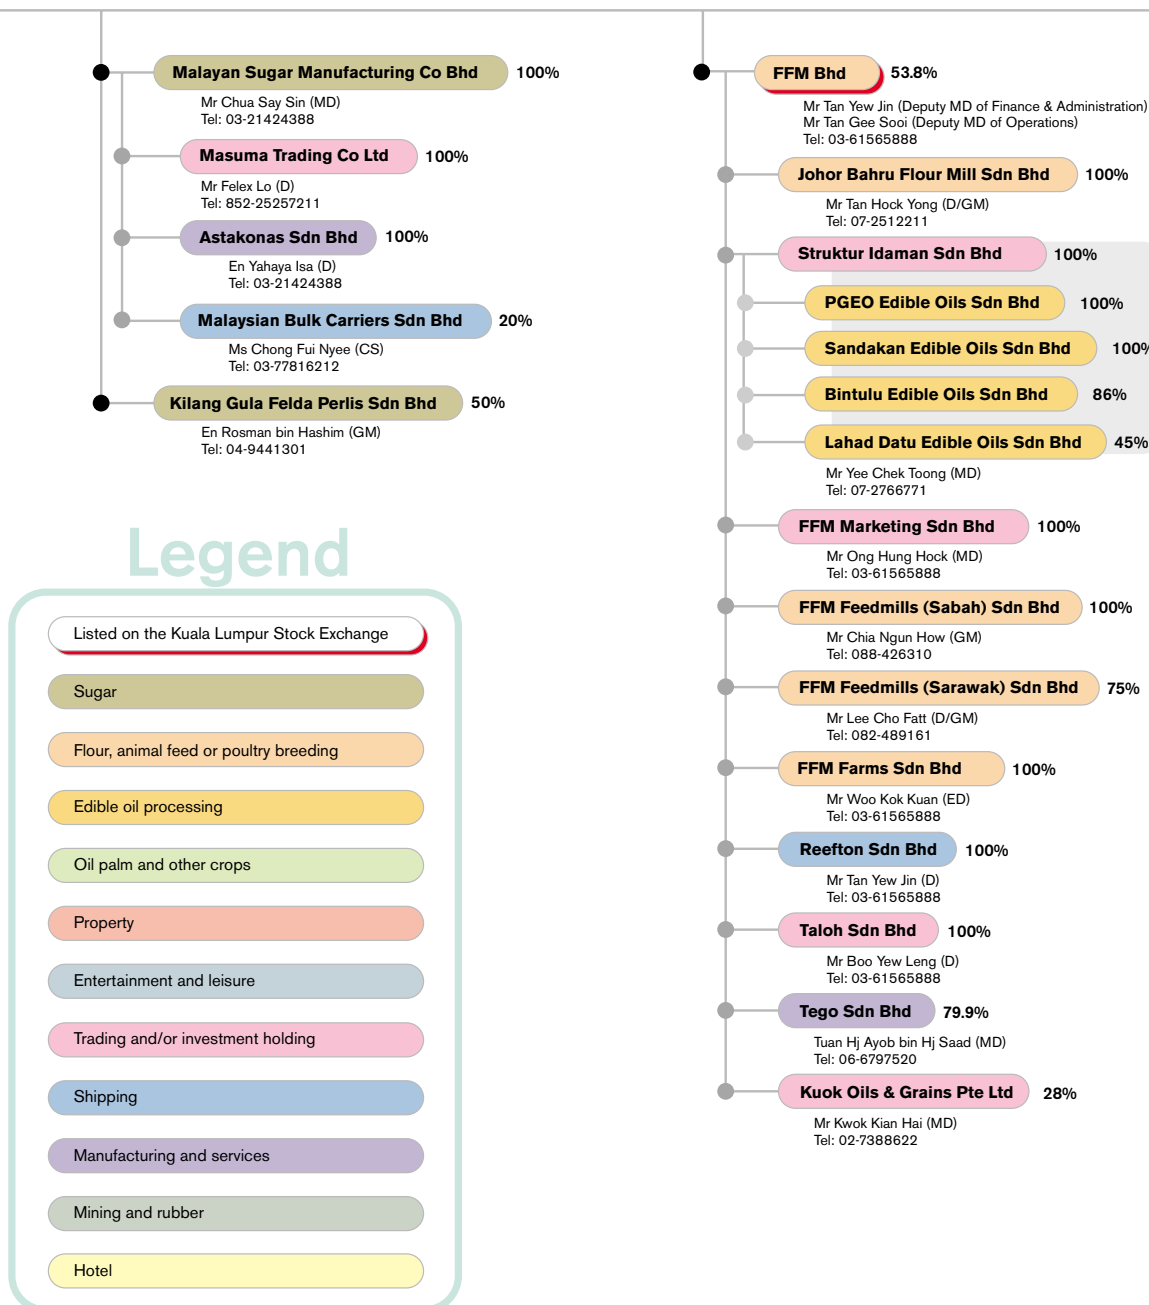 Malayan Sugar Manufacturing Co Bhd 100%
Mr Chua Say Sin (MD)
Tel: 03-21424388
Masuma Trading Co Ltd 100%
Mr Felex Lo (D)
Tel: 852-25257211
Astakonas Sdn Bhd 100%
En Yahaya Isa (D)
Tel: 03-21424388
Malaysian Bulk Carriers Sdn Bhd 20%
Ms Chong Fui Nyee (CS)
Tel: 03-77816212
Kilang Gula Felda Perlis Sdn Bhd 50%
En Rosman bin Hashim (GM)
Tel: 04-9441301
FFM Bhd 53.8%
Mr Tan Yew Jin (Deputy MD of Finance & Administration)
Mr Tan Gee Sooi (Deputy MD of Operations)
Tel: 03-61565888
Johor Bahru Flour Mill Sdn Bhd 100%
Mr Tan Hock Yong (D/GM)
Tel: 07-2512211
Struktur Idaman Sdn Bhd 100%
PGEO Edible Oils Sdn Bhd 100%
Sandakan Edible Oils Sdn Bhd 100%
Bintulu Edible Oils Sdn Bhd 86%
Lahad Datu Edible Oils Sdn Bhd 45%
Mr Yee Chek Toong (MD)
Tel: 07-2766771
FFM Marketing Sdn Bhd 100%
Mr Ong Hung Hock (MD)
Tel: 03-61565888
FFM Feedmills (Sabah) Sdn Bhd 100%
Mr Chia Ngun How (GM)
Tel: 088-426310
FFM Feedmills (Sarawak) Sdn Bhd 75%
Mr Lee Cho Fatt (D/GM)
Tel: 082-489161
FFM Farms Sdn Bhd 100%
Mr Woo Kok Kuan (ED)
Tel: 03-61565888
Reefton Sdn Bhd 100%
Mr Tan Yew Jin (D)
Tel: 03-61565888
Taloh Sdn Bhd 100%
Mr Boo Yew Leng (D)
Tel: 03-61565888
Tego Sdn Bhd 79.9%
Tuan Hj Ayob bin Hj Saad (MD)
Tel: 06-6797520
Kuok Oils & Grains Pte Ltd 28%
Mr Kwok Kian Hai (MD)
Tel: 02-7388622
Legend
Listed on the Kuala Lumpur Stock Exchange
Sugar
Flour, animal feed or poultry breeding
Edible oil processing
Oil palm and other crops
Property
Entertainment and leisure
Trading and/or investment holding
Shipping
Manufacturing and services
Mining and rubber
Hotel